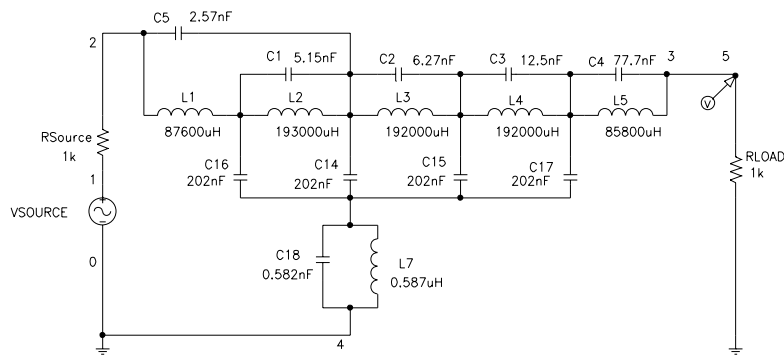 C5 2.57nF
2
C1 5.15nF
C2 6.27nF
C3 12.5nF
C4 77.7nF
3
5
V
L1
87600uH
L2
193000uH
L3
192000uH
L4
192000uH
L5
85800uH
RSource
1k
C16
202nF
C14
202nF
C15
202nF
C17
202nF
RLOAD
1k
1
VSOURCE
0
C18
0.582nF
L7
0.587uH
4